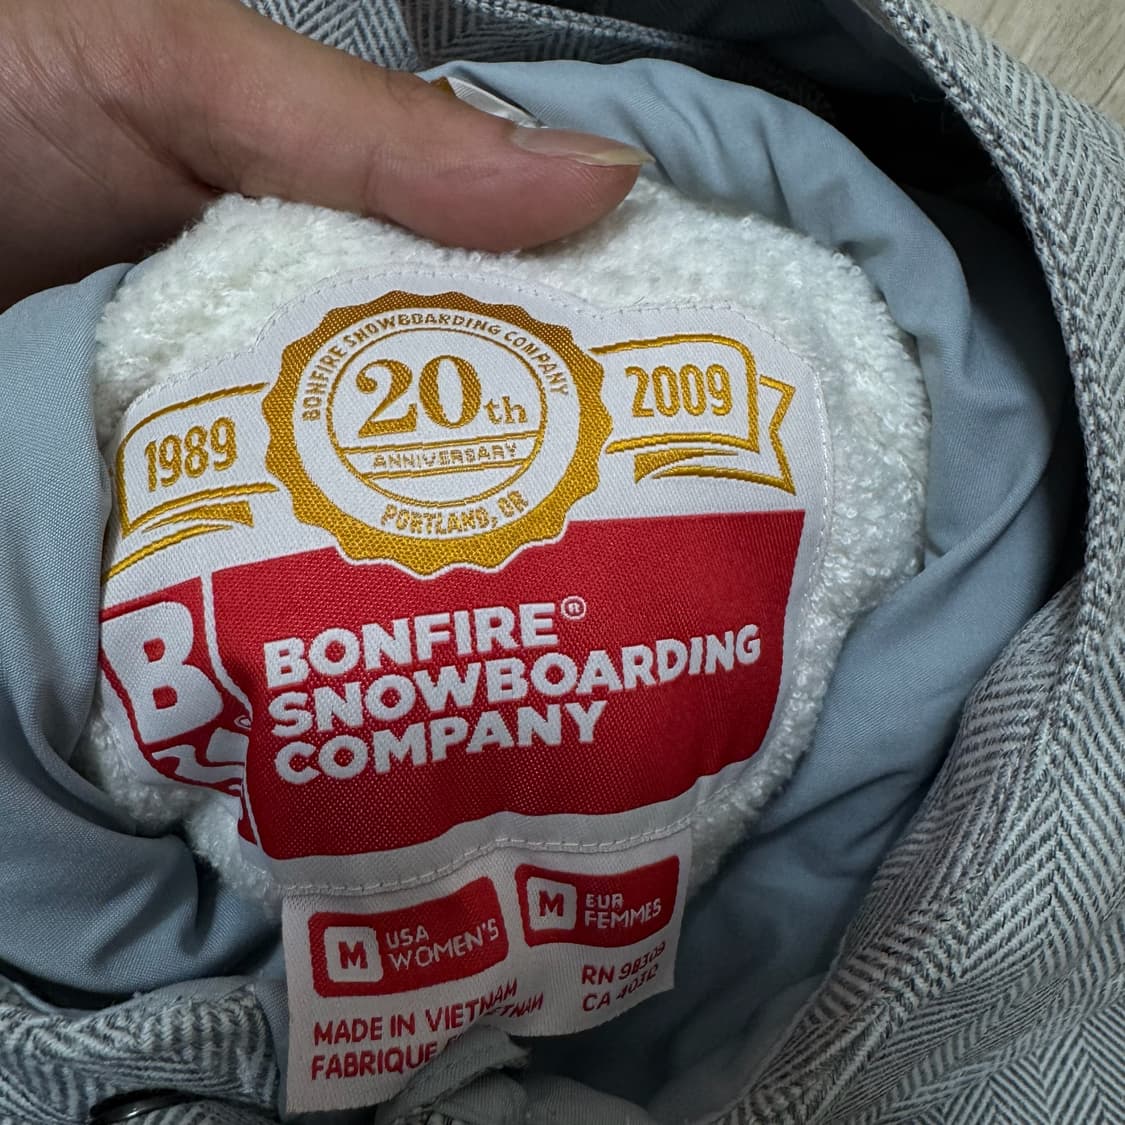 BONFIRE SNOWBOARDING COMPANY
1989
20th
2009
ANNIVERSARY
PORTLAND, OR
B
BONFIRE®
SNOWBOARDING
COMPANY
M USA WOMEN'S
M EUR FEMMES
MADE IN VIETNAM
FABRIQUE
RN 98309
CA